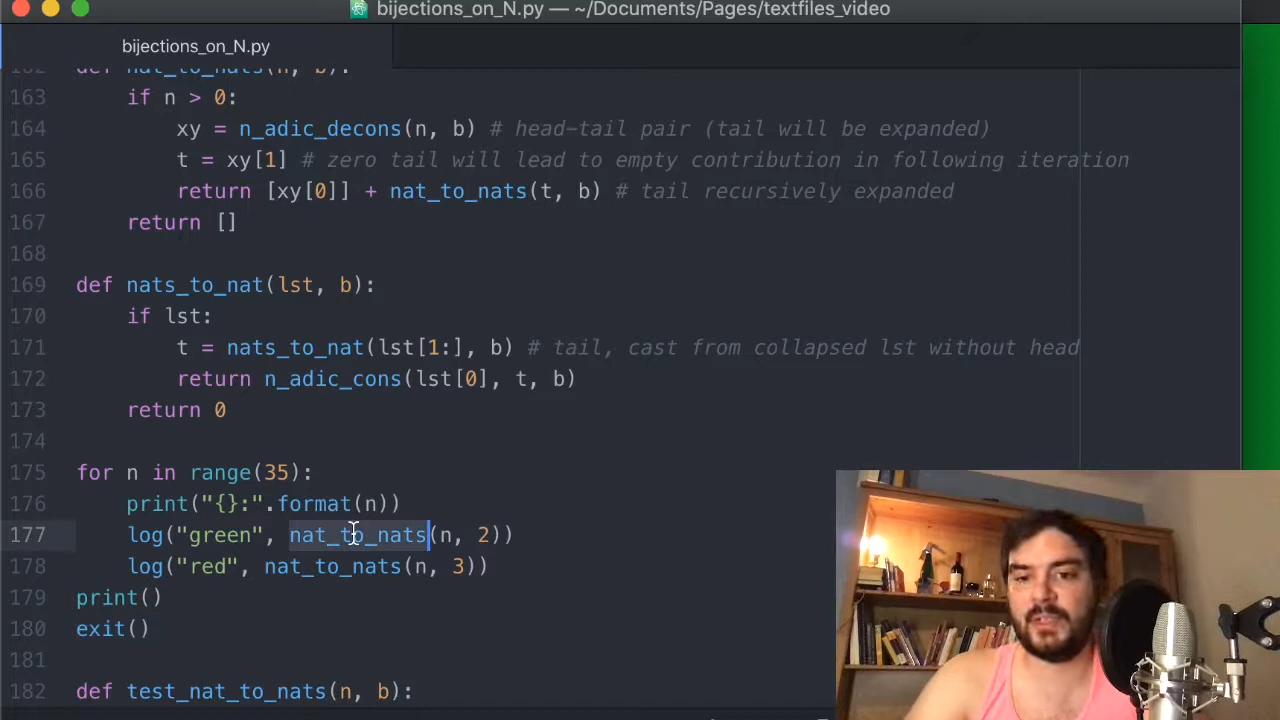 bijections_on_N.py — ~/Documents/Pages/textfiles_video
bijections_on_N.py
162 def nat_to_nats(n, b):
163 if n > 0:
164 xy = n_adic_decons(n, b) # head-tail pair (tail will be expanded)
165 t = xy[1] # zero tail will lead to empty contribution in following iteration
166 return [xy[0]] + nat_to_nats(t, b) # tail recursively expanded
167 return []
168
169 def nats_to_nat(lst, b):
170 if lst:
171 t = nats_to_nat(lst[1:], b) # tail, cast from collapsed lst without head
172 return n_adic_cons(lst[0], t, b)
173 return 0
174
175 for n in range(35):
176 print("{}:".format(n))
177 log("green", nat_to_nats(n, 2))
178 log("red", nat_to_nats(n, 3))
179 print()
180 exit()
181
182 def test_nat_to_nats(n, b):